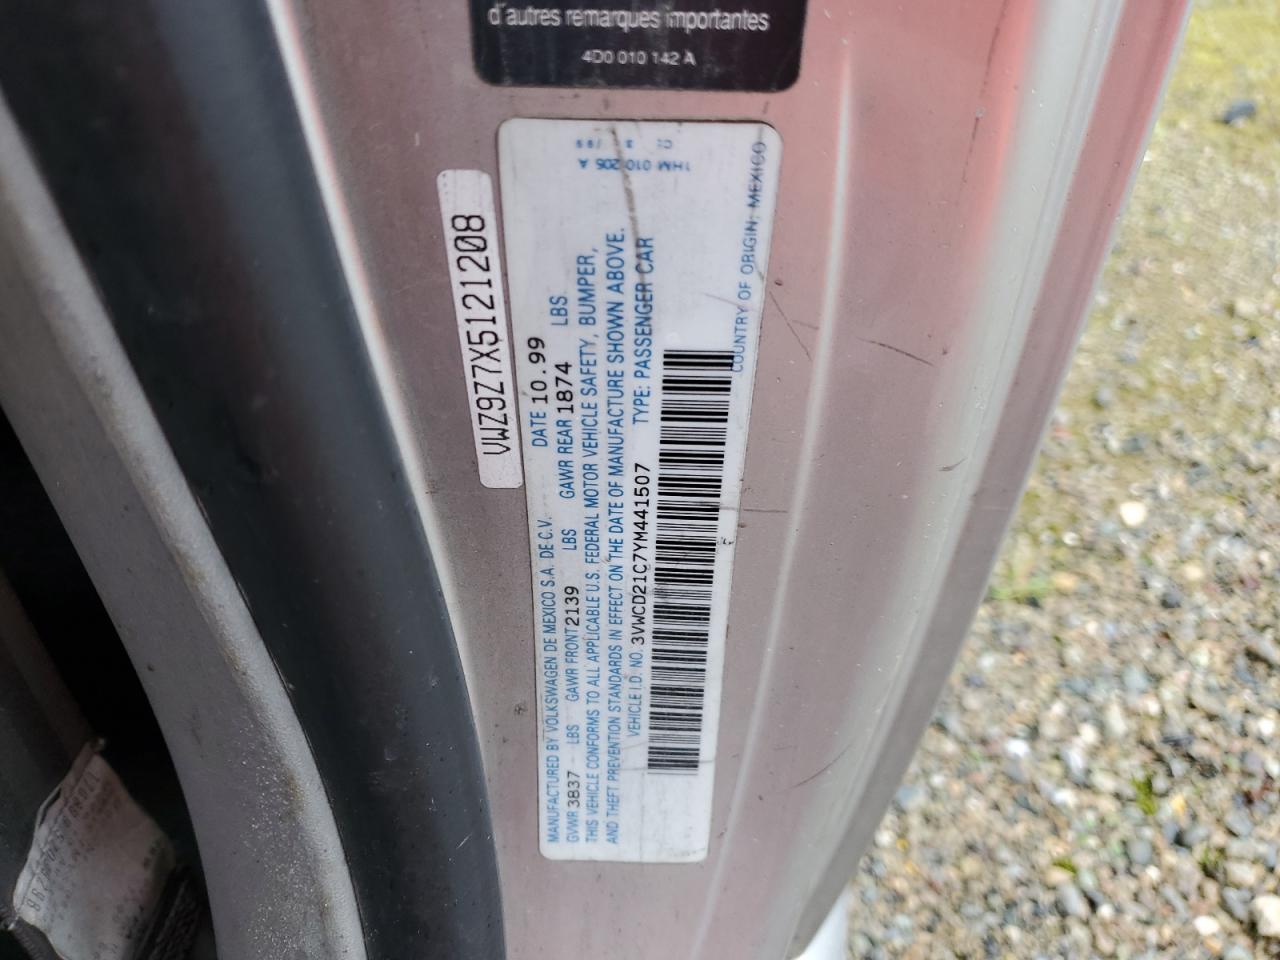 d'autres remarques importantes
4D0 010 142 A
VWZ9Z7X5121208
MANUFACTURED BY VOLKSWAGEN DE MEXICO S.A. DE C.V. DATE 10.99
GVWR 3837 LBS GAWR FRONT 2139 LBS GAWR REAR 1874 LBS
THIS VEHICLE CONFORMS TO ALL APPLICABLE U.S. FEDERAL MOTOR VEHICLE SAFETY, BUMPER,
AND THEFT PREVENTION STANDARDS IN EFFECT ON THE DATE OF MANUFACTURE SHOWN ABOVE.
VEHICLE I.D. NO. 3VWCD21C7YM441507 TYPE: PASSENGER CAR
COUNTRY OF ORIGIN: MEXICO
1HM 010 205 A